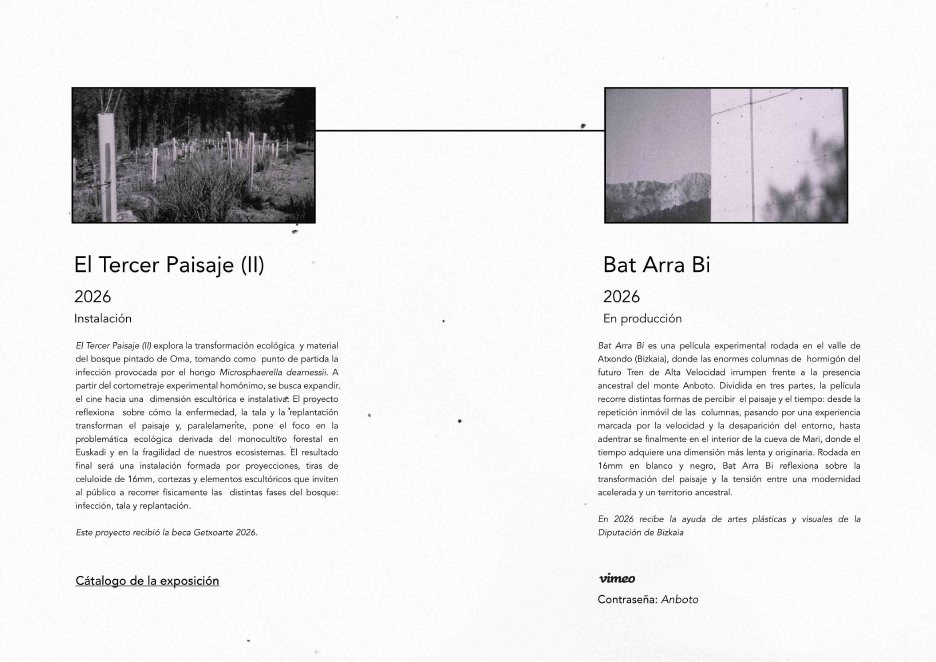 El Tercer Paisaje (II)
2026
Instalación
El Tercer Paisaje (II) explora la transformación ecológica y material
del bosque pintado de Oma, tomando como punto de partida la
infección provocada por el hongo Microsphaerella dearnessii. A
partir del cortometraje experimental homónimo, se busca expandir
el cine hacia una dimensión escultórica e instalativa. El proyecto
reflexiona sobre cómo la enfermedad, la tala y la replantación
transforman el paisaje y, paralelamente, pone el foco en la
problemática ecológica derivada del monocultivo forestal en
Euskadi y en la fragilidad de nuestros ecosistemas. El resultado
final será una instalación formada por proyecciones, tiras de
celuloide de 16mm, cortezas y elementos escultóricos que inviten
al público a recorrer físicamente las distintas fases del bosque:
infección, tala y replantación.
Este proyecto recibió la beca Getxoarte 2026.
Cátalogo de la exposición
Bat Arra Bi
2026
En producción
Bat Arra Bi es una película experimental rodada en el valle de
Atxondo (Bizkaia), donde las enormes columnas de hormigón del
futuro Tren de Alta Velocidad irrumpen frente a la presencia
ancestral del monte Anboto. Dividida en tres partes, la película
recorre distintas formas de percibir el paisaje y el tiempo: desde la
repetición inmóvil de las columnas, pasando por una experiencia
marcada por la velocidad y la desaparición del entorno, hasta
adentrar se finalmente en el interior de la cueva de Mari, donde el
tiempo adquiere una dimensión más lenta y originaria. Rodada en
16mm en blanco y negro, Bat Arra Bi reflexiona sobre la
transformación del paisaje y la tensión entre una modernidad
acelerada y un territorio ancestral.
En 2026 recibe la ayuda de artes plásticas y visuales de la
Diputación de Bizkaia
vimeo
Contraseña: Anboto